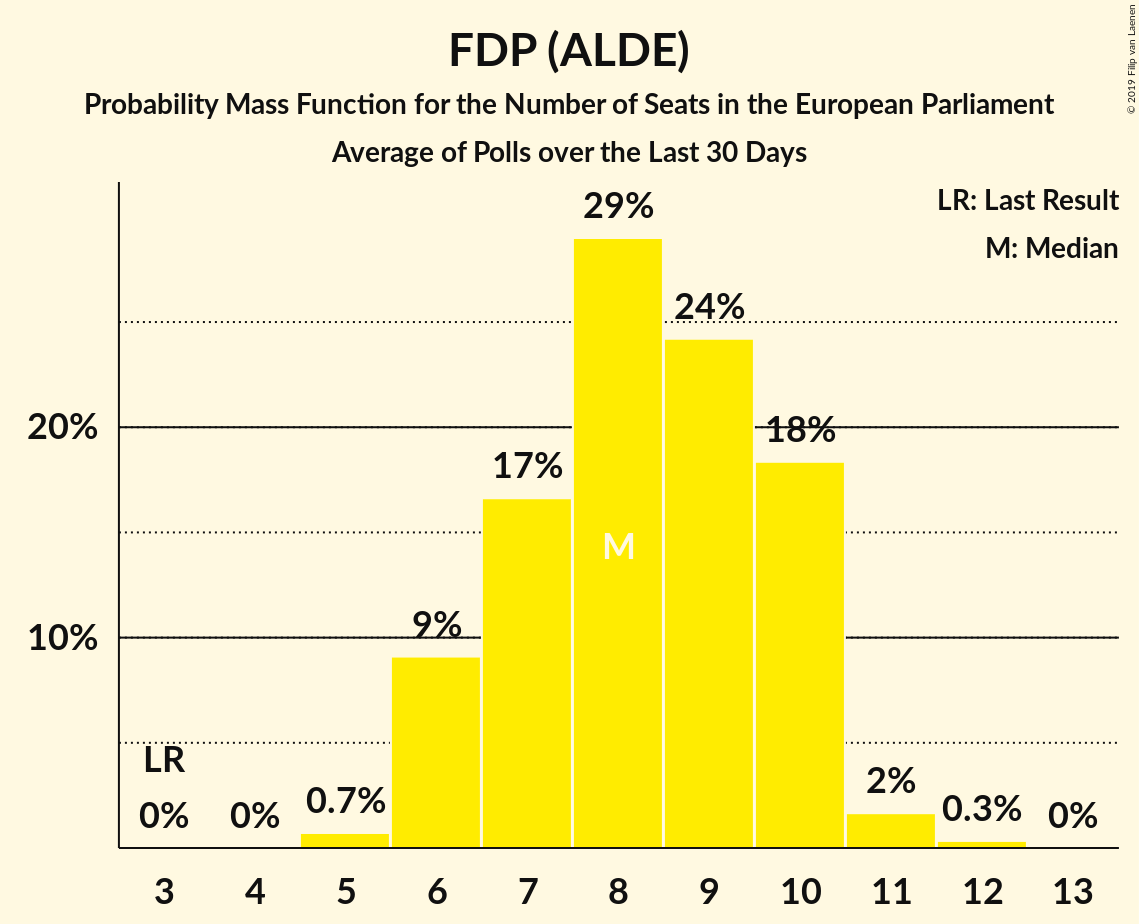 FDP (ALDE)
Probability Mass Function for the Number of Seats in the European Parliament
Average of Polls over the Last 30 Days
© 2019 Filip van Laenen
LR: Last Result
M: Median
29%
24%
20%
18%
17%
M
10%
9%
LR
0%
0%
0.7%
2%
0.3%
0%
3 4 5 6 7 8 9 10 11 12 13